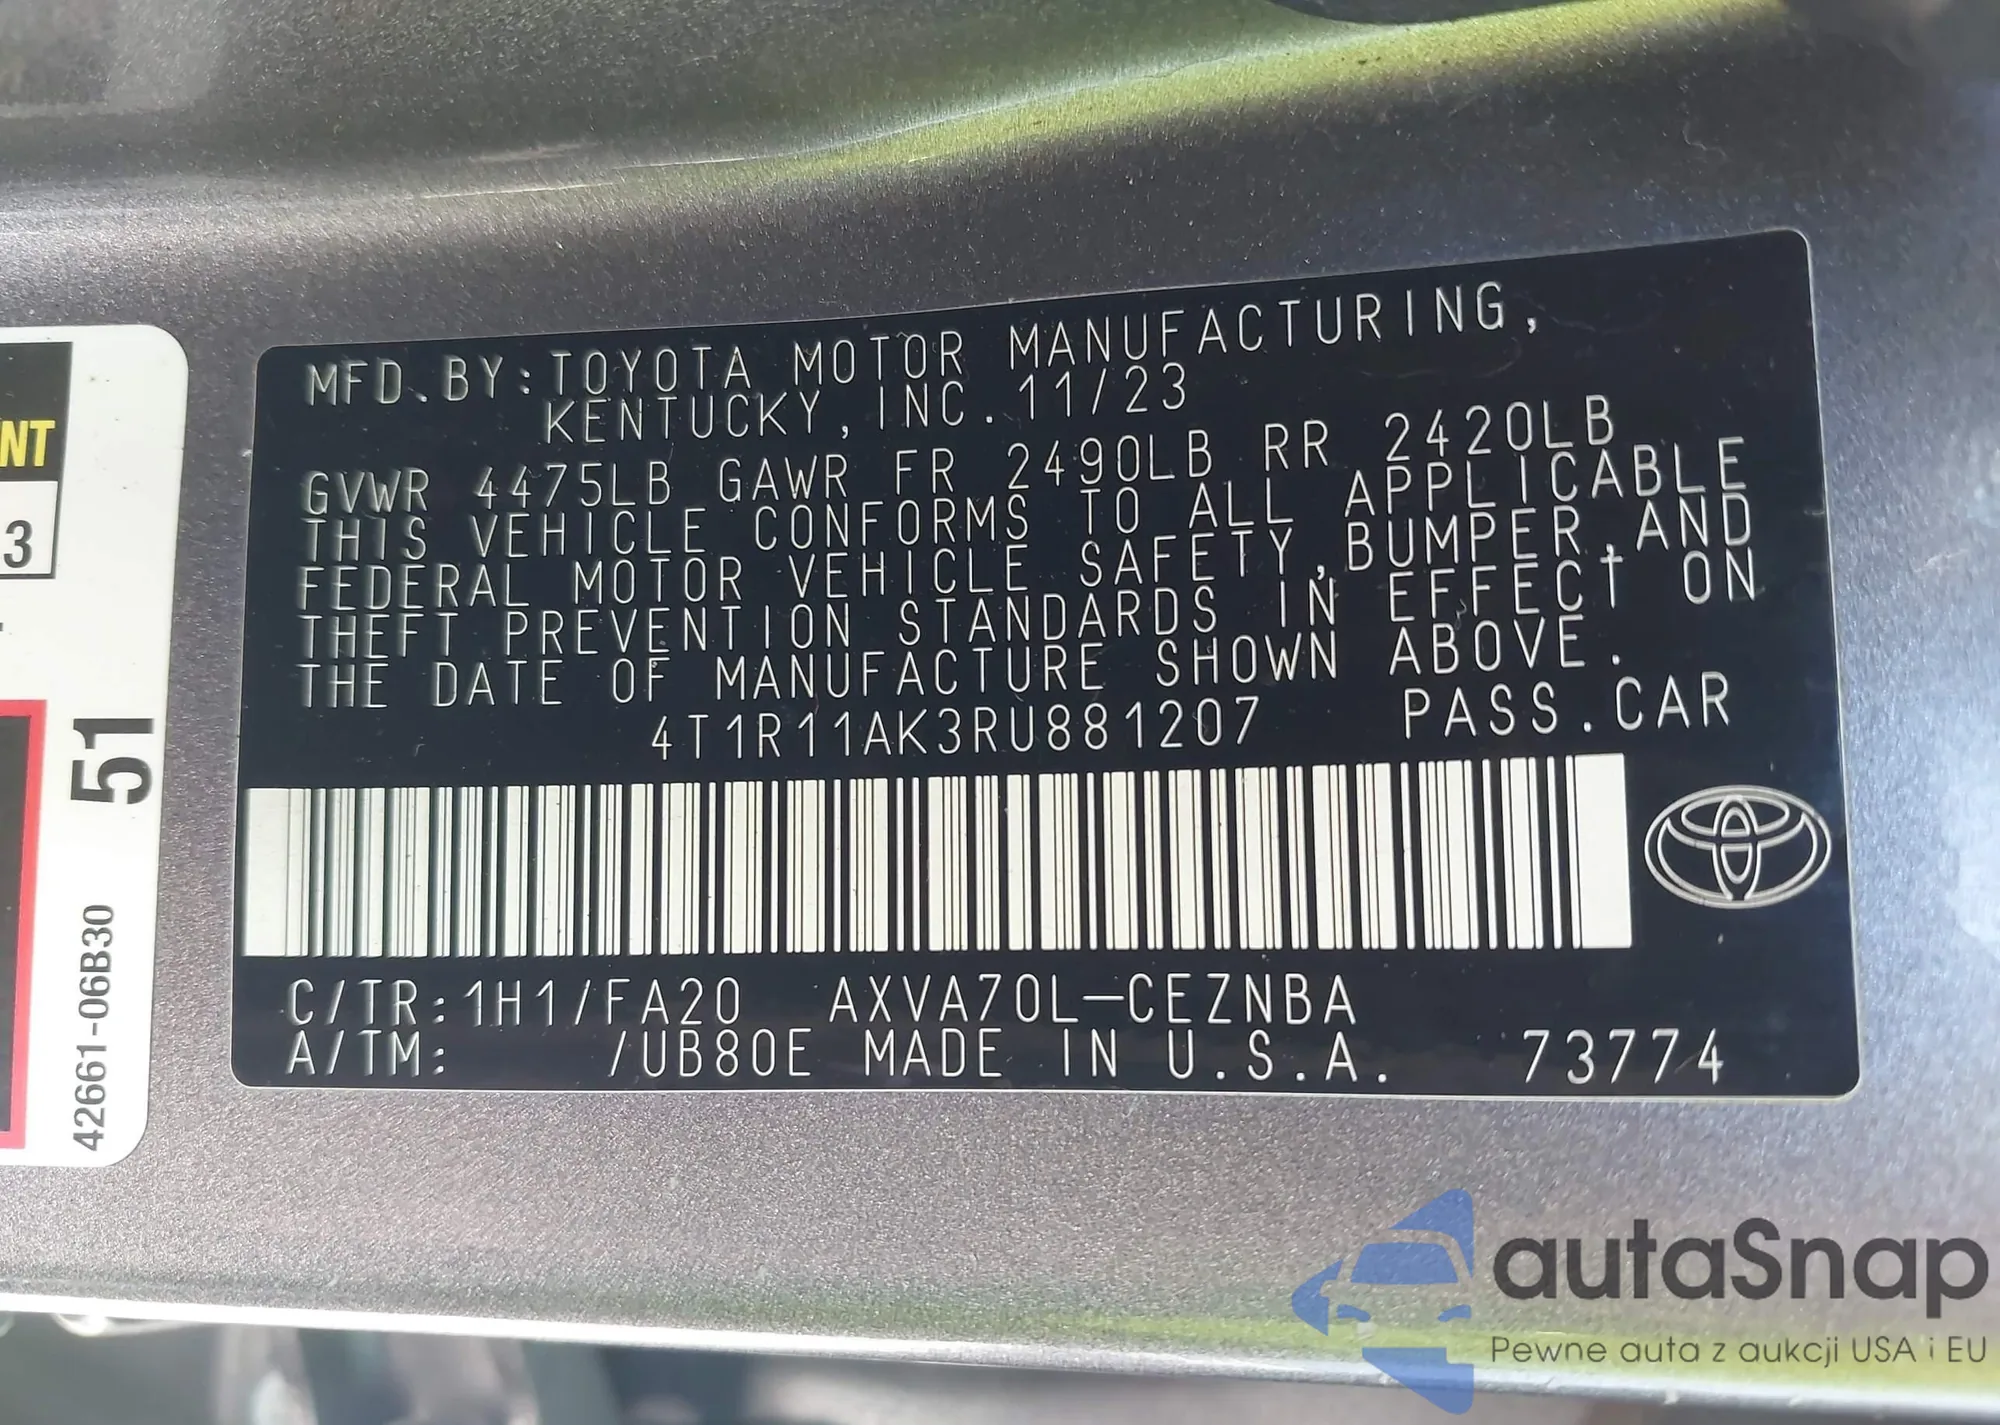 MFD.BY:TOYOTA MOTOR MANUFACTURING,
KENTUCKY,INC.11/23
GVWR 4475LB GAWR FR 2490LB RR 2420LB
THIS VEHICLE CONFORMS TO ALL APPLICABLE
FEDERAL MOTOR VEHICLE SAFETY,BUMPER,AND
THEFT PREVENTION STANDARDS IN EFFECT ON
THE DATE OF MANUFACTURE SHOWN ABOVE.
4T1R11AK3RU881207 PASS.CAR
C/TR:1H1/FA20 AXVA70L-CEZNBA
A/TM: /UB80E MADE IN U.S.A. 73774
NT
3
51
42661-06B30
autaSnap
Pewne auta z aukcji USA i EU